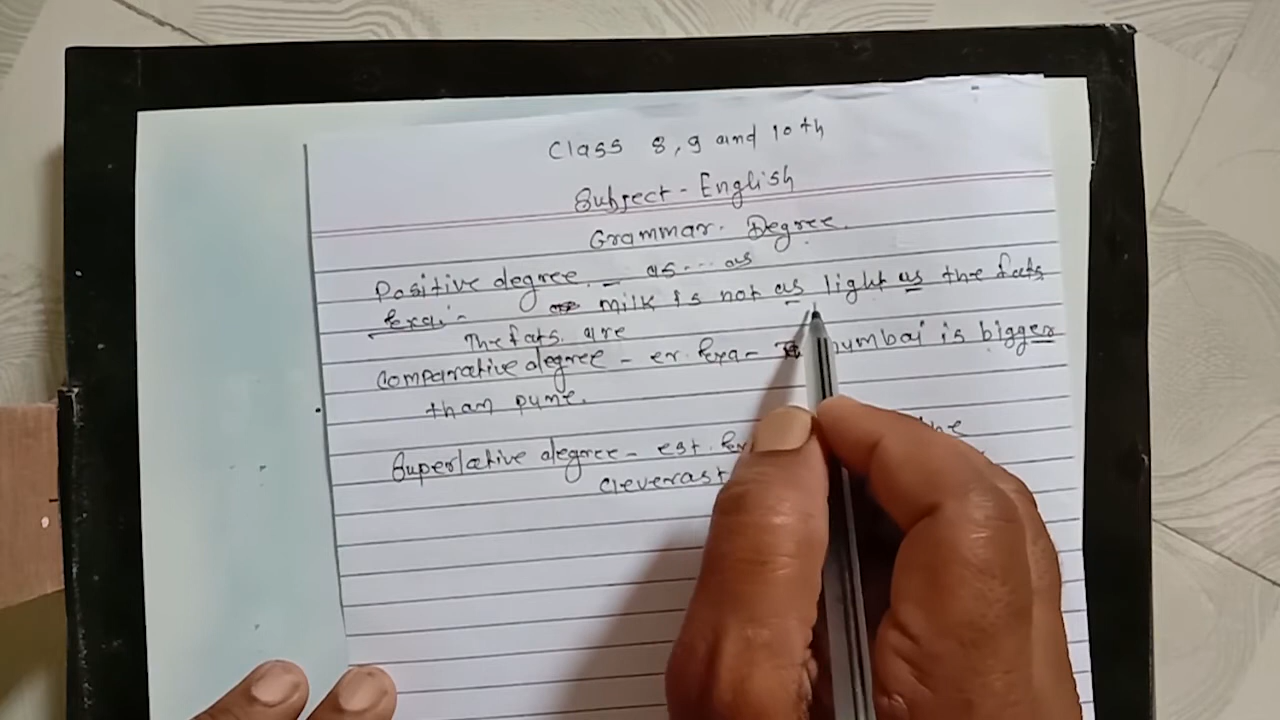 Class 8, 9 and 10th
Subject - English
Grammar. Degree.
Positive degree. - as... as
Exa:- milk is not as light as the fats
The fats. are
Comparative degree - er. Exa- mumbai is bigger
than pune.
Superlative degree - est. the
Cleverast